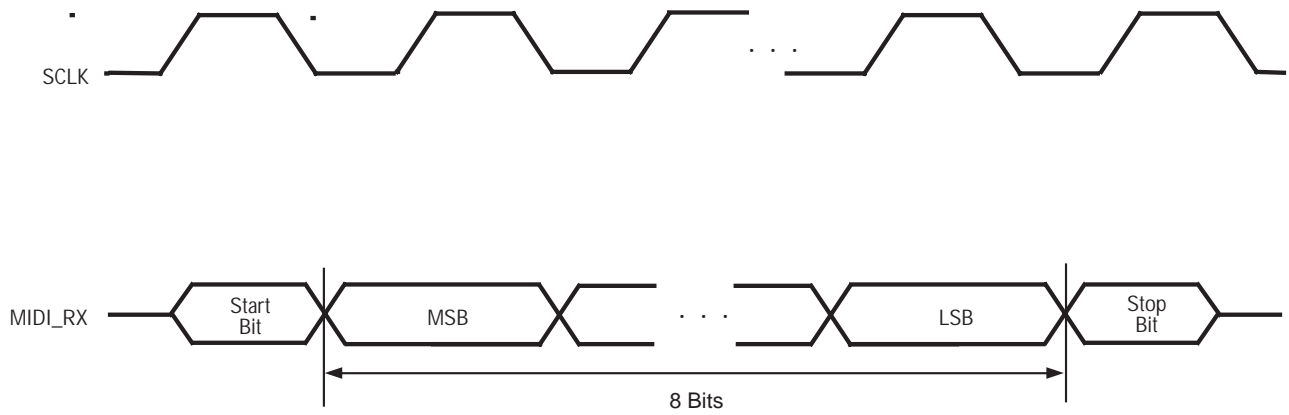 SCLK
. . .
MIDI_RX
Start
Bit
MSB
. . .
LSB
Stop
Bit
8 Bits